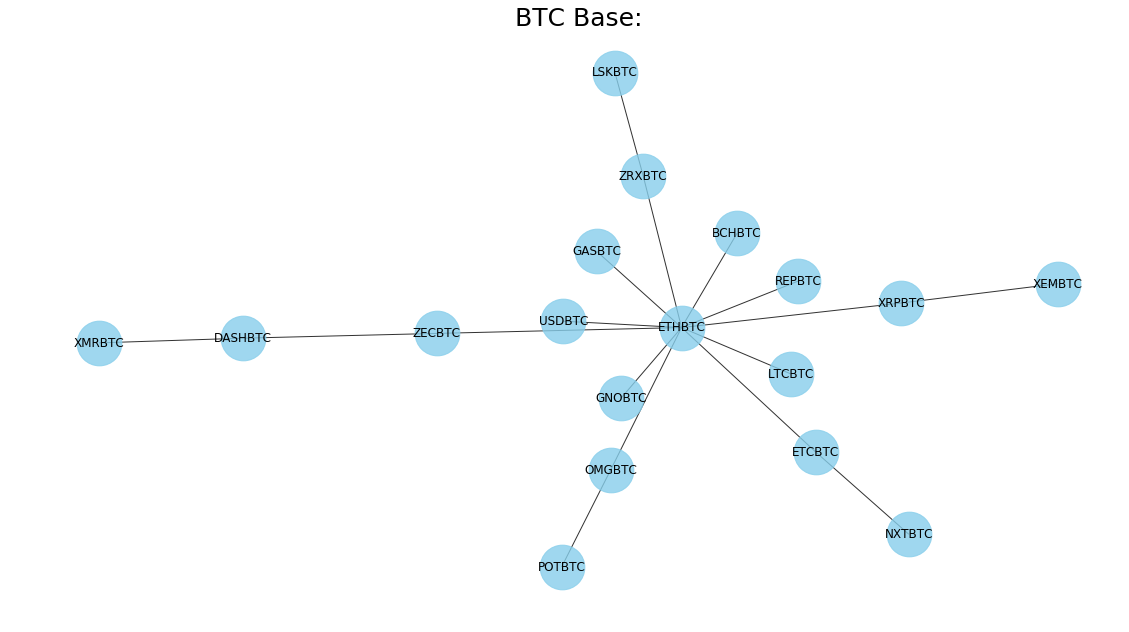 BTC Base:
LSKBTC
ZRXBTC
BCHBTC
GASBTC
REPBTC
XEMBTC
XRPBTC
USDBTC
ETHBTC
ZECBTC
DASHBTC
XMRBTC
LTCBTC
GNOBTC
ETCBTC
OMGBTC
NXTBTC
POTBTC